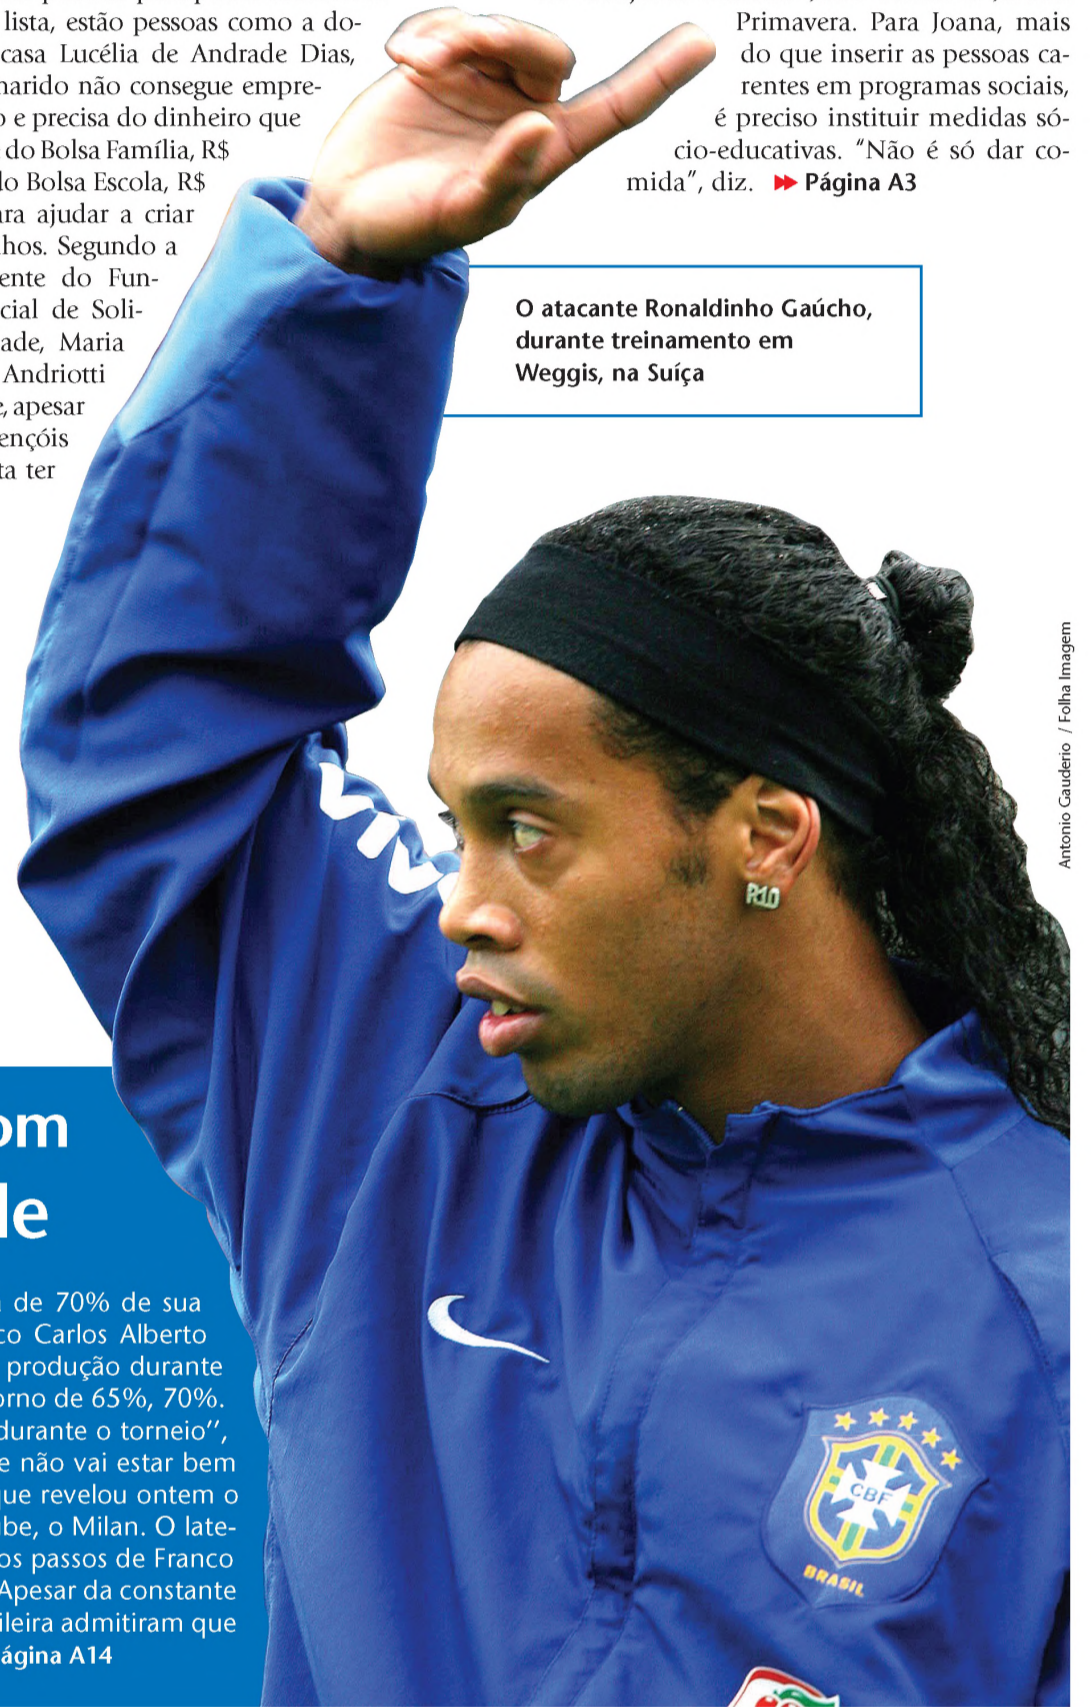 lista, estão pessoas como a do-
casa Lucélia de Andrade Dias,
marido não consegue empre-
e precisa do dinheiro que
do Bolsa Família, R$
do Bolsa Escola, R$
ara ajudar a criar
lhos. Segundo a
ente do Fun-
cial de Soli-
ade, Maria
Andriotti
e, apesar
ençóis
ta ter
Primavera. Para Joana, mais
do que inserir as pessoas ca-
rentes em programas sociais,
é preciso instituir medidas só-
cio-educativas. “Não é só dar co-
mida”, diz. Página A3
O atacante Ronaldinho Gaúcho,
durante treinamento em
Weggis, na Suíça
Antonio Gauderio / Folha Imagem
VIV
R10
om
de
de 70% de sua
co Carlos Alberto
produção durante
orno de 65%, 70%.
durante o torneio”,
e não vai estar bem
que revelou ontem o
ube, o Milan. O late-
os passos de Franco
Apesar da constante
sileira admitiram que
ágina A14
CBF
BRASIL